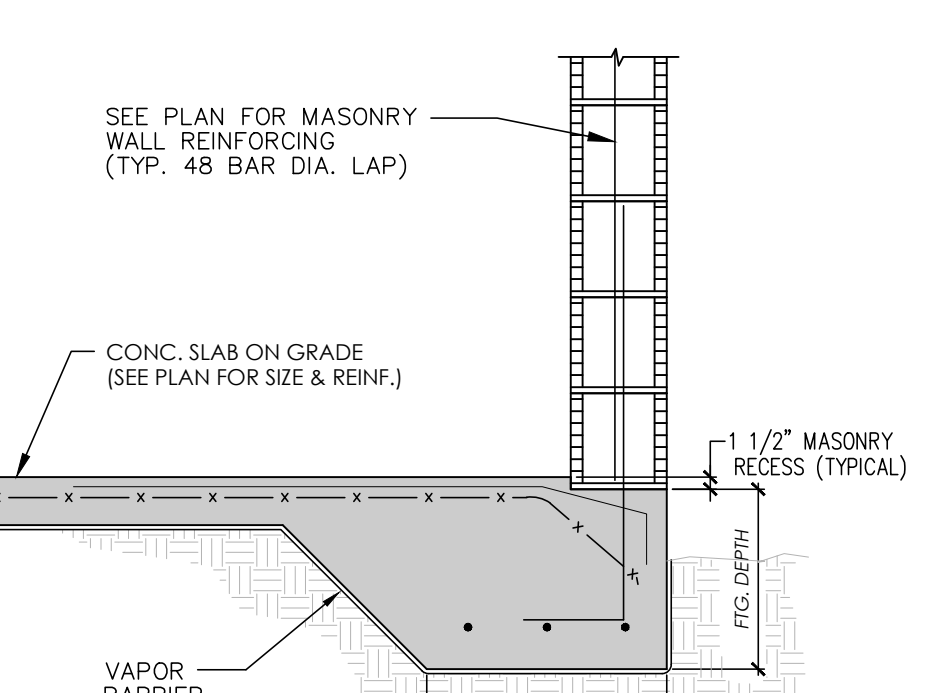 SEE PLAN FOR MASONRY
WALL REINFORCING
(TYP. 48 BAR DIA. LAP)
CONC. SLAB ON GRADE
(SEE PLAN FOR SIZE & REINF.)
1 1/2" MASONRY
RECESS (TYPICAL)
FTG. DEPTH
VAPOR
BARRIER